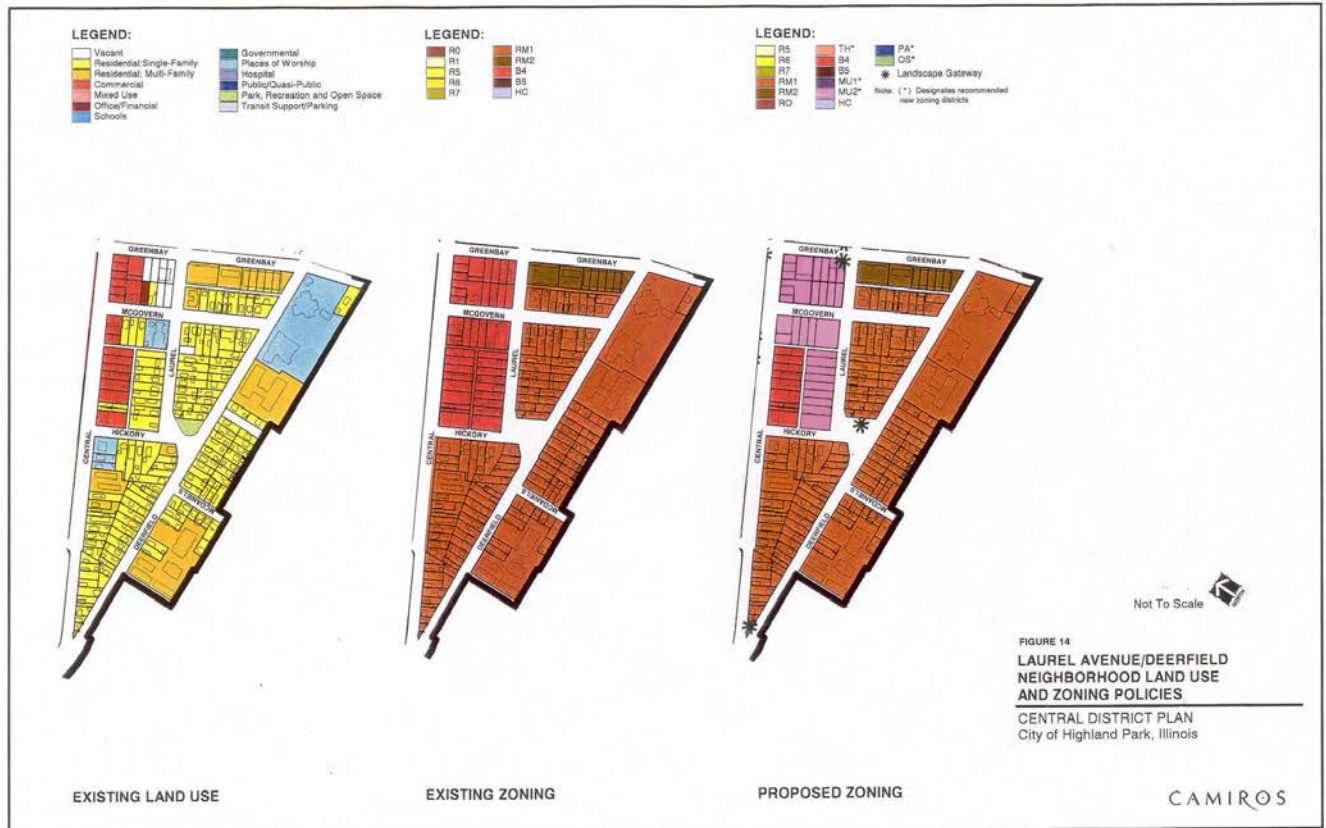 LEGEND:
Vacant
Residential: Single-Family
Residential: Multi-Family
Commercial
Mixed Use
Office/Financial
Schools
Governmental
Places of Worship
Hospital
Public/Quasi-Public
Park, Recreation and Open Space
Transit Support/Parking
LEGEND:
R0
R1
R5
R6
R7
RM1
RM2
B4
B5
HC
LEGEND:
R5
R6
R7
RM1
RM2
RO
TH*
B4
B5
MU1*
MU2*
HC
PA*
OS*
Landscape Gateway
Note: (*) Designates recommended
new zoning districts
GREENBAY
GREENBAY
MCGOVERN
LAUREL
CENTRAL
HICKORY
MCDANIELS
DEERFIELD
GREENBAY
GREENBAY
MCGOVERN
LAUREL
CENTRAL
HICKORY
MCDANIELS
DEERFIELD
GREENBAY
GREENBAY
MCGOVERN
LAUREL
CENTRAL
HICKORY
MCDANIELS
DEERFIELD
Not To Scale
NORTH
FIGURE 14
LAUREL AVENUE/DEERFIELD
NEIGHBORHOOD LAND USE
AND ZONING POLICIES
CENTRAL DISTRICT PLAN
City of Highland Park, Illinois
EXISTING LAND USE
EXISTING ZONING
PROPOSED ZONING
CAMIROS